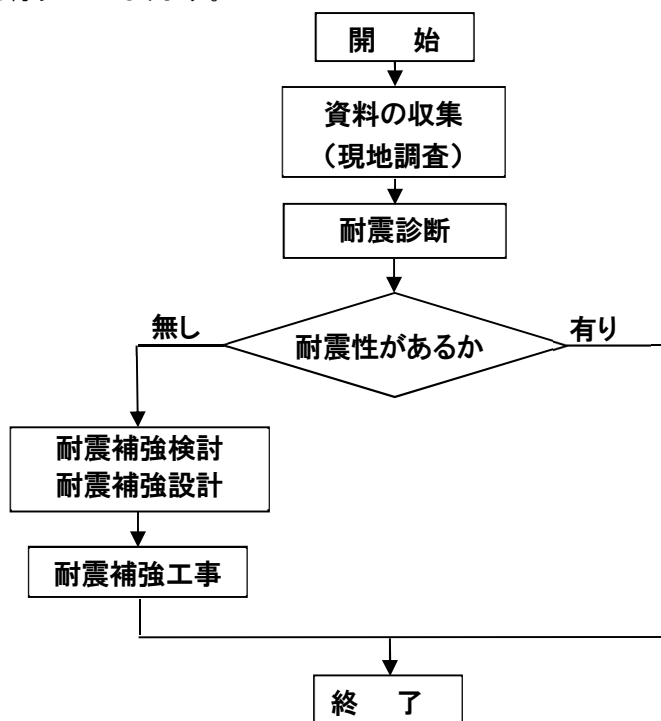 開　始
資料の収集
（現地調査）
耐震診断
無し
有り
耐震性があるか
耐震補強検討
耐震補強設計
耐震補強工事
終　了